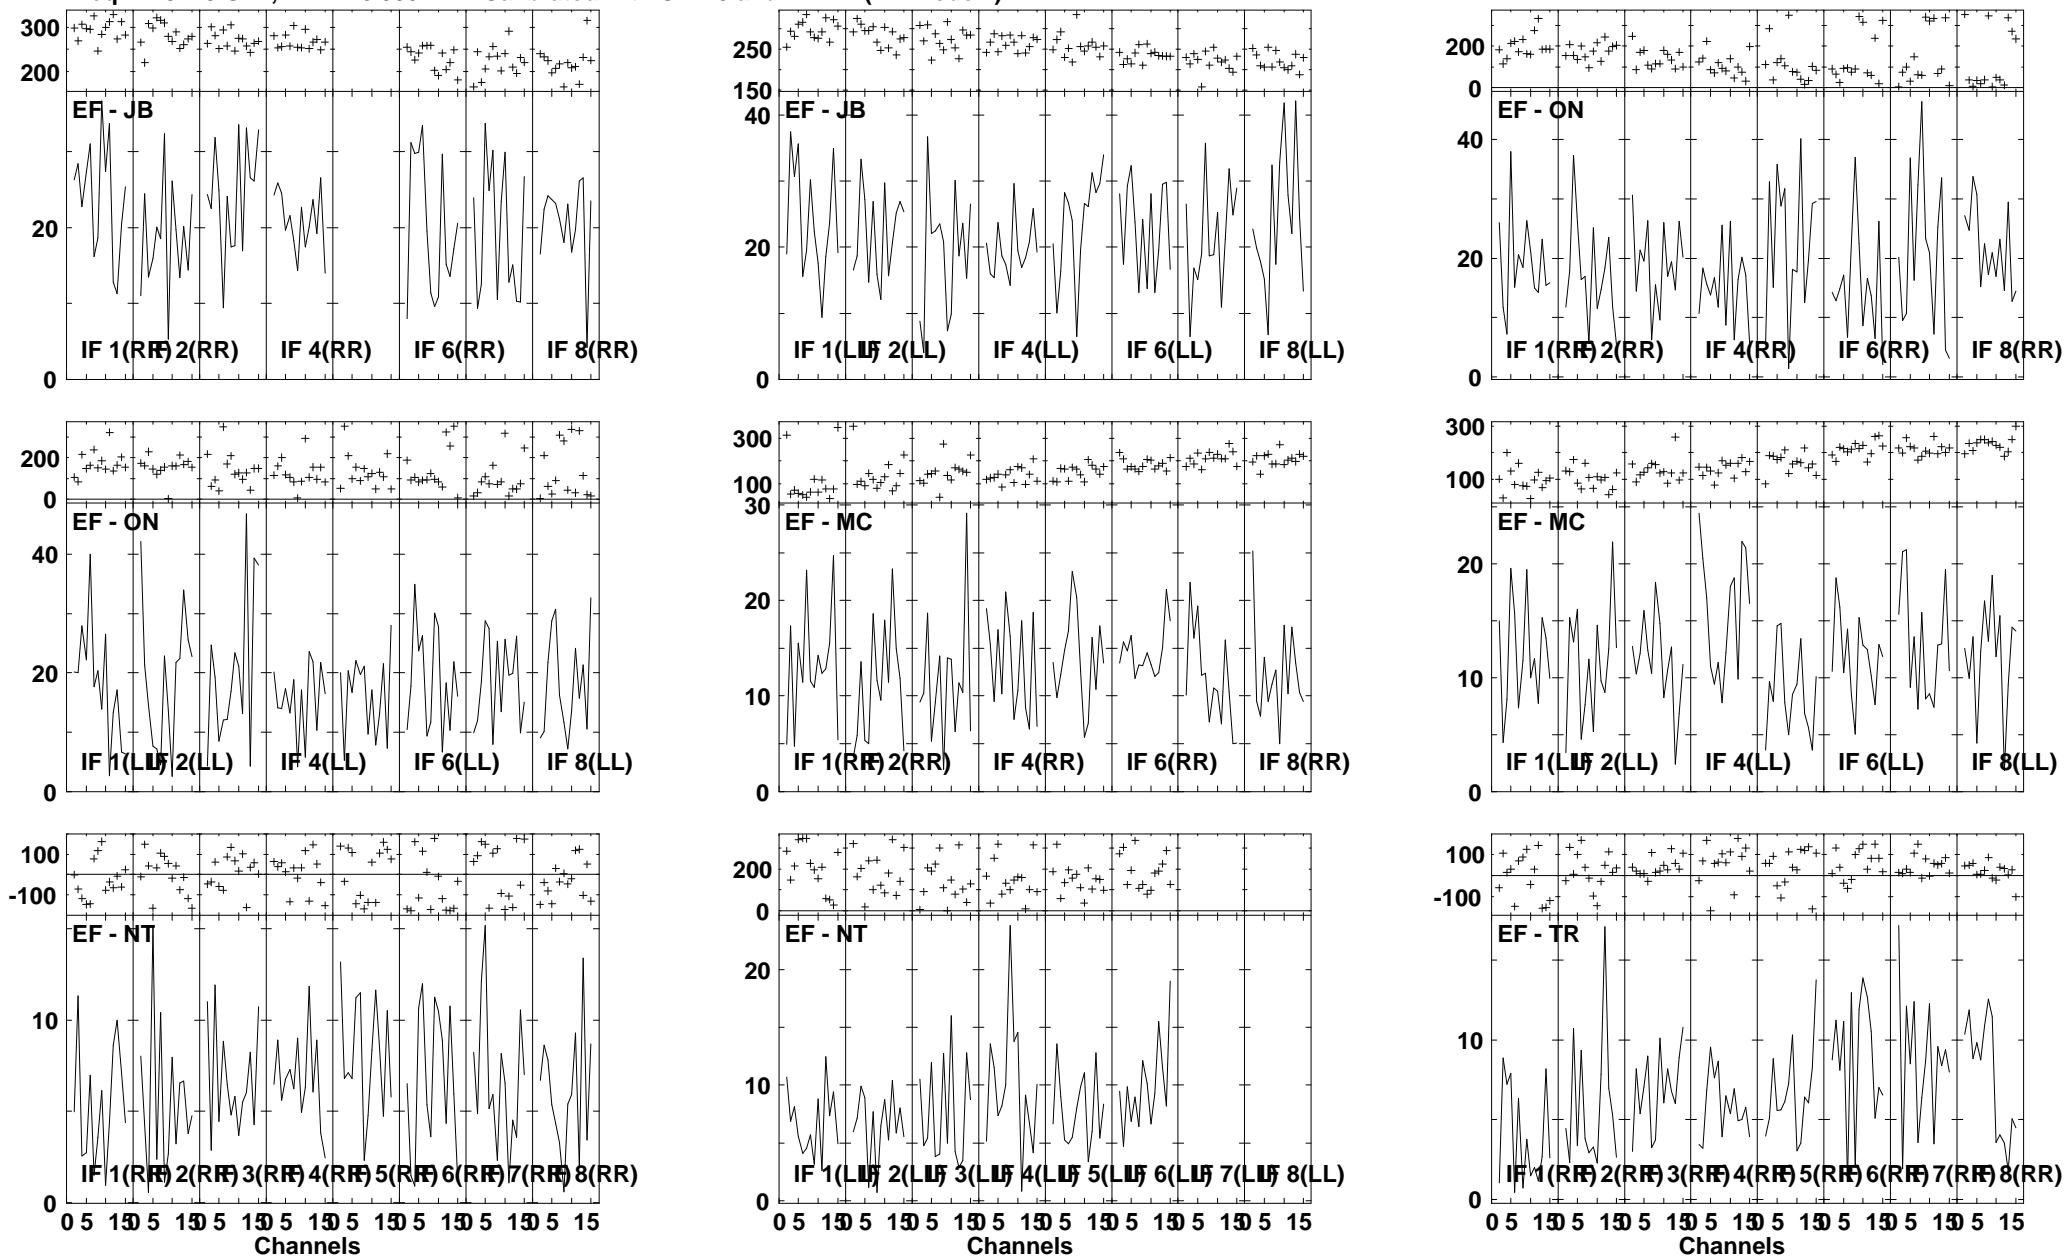 300
200
EF - JB
20
0
IF 1(RR)
IF 2(RR)
IF 4(RR)
IF 6(RR)
IF 8(RR)
250
150
40
EF - JB
20
0
IF 1(LL)
IF 2(LL)
IF 4(LL)
IF 6(LL)
IF 8(LL)
200
0
EF - ON
40
20
0
IF 1(RR)
IF 2(RR)
IF 4(RR)
IF 6(RR)
IF 8(RR)
200
0
EF - ON
40
20
0
IF 1(LL)
IF 2(LL)
IF 4(LL)
IF 6(LL)
IF 8(LL)
300
100
30
EF - MC
20
10
0
IF 1(RR)
IF 2(RR)
IF 4(RR)
IF 6(RR)
IF 8(RR)
300
100
EF - MC
20
10
0
IF 1(LL)
IF 2(LL)
IF 4(LL)
IF 6(LL)
IF 8(LL)
100
-100
EF - NT
10
0
IF 1(RR)
IF 2(RR)
IF 3(RR)
IF 4(RR)
IF 5(RR)
IF 6(RR)
IF 7(RR)
IF 8(RR)
0 5 15
0 5 15
0 5 15
0 5 15
0 5 15
0 5 15
0 5 15
0 5 15
Channels
200
0
EF - NT
20
10
0
IF 1(LL)
IF 2(LL)
IF 3(LL)
IF 4(LL)
IF 5(LL)
IF 6(LL)
IF 7(LL)
IF 8(LL)
0 5 15
0 5 15
0 5 15
0 5 15
0 5 15
0 5 15
0 5 15
0 5 15
Channels
100
-100
EF - TR
10
0
IF 1(RR)
IF 2(RR)
IF 3(RR)
IF 4(RR)
IF 5(RR)
IF 6(RR)
IF 7(RR)
IF 8(RR)
0 5 15
0 5 15
0 5 15
0 5 15
0 5 15
0 5 15
0 5 15
0 5 15
Channels